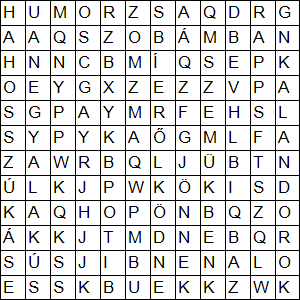 H U M O R Z S A Q D R G
A A Q S Z O B Á M B A N
H N N C B M Í Q S E P K
O E Y G X Z E Z Z V P A
S G P A Y M R F E H S L
S Y P Y K A Ő G M L F A
Z A W R B Q L J Ü B T N
Ú L K J P W K Ö K I S D
K A Q H O P Ö N B Q Z O
Á K K J T M D N E B Q R
S Ú S J I B N E N A L O
E S S K B U E K K Z W K